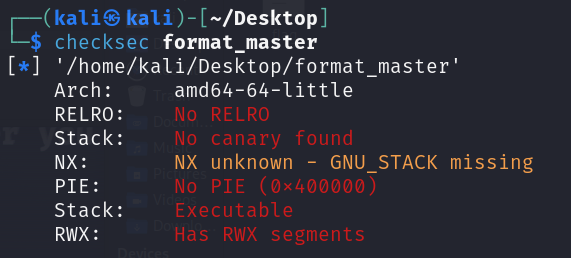 ┌──(kali㉿kali)-[~/Desktop]
└─$ checksec format_master
[*] '/home/kali/Desktop/format_master'
    Arch:     amd64-64-little
    RELRO:    No RELRO
    Stack:    No canary found
    NX:       NX unknown - GNU_STACK missing
    PIE:      No PIE (0x400000)
    Stack:    Executable
    RWX:      Has RWX segments